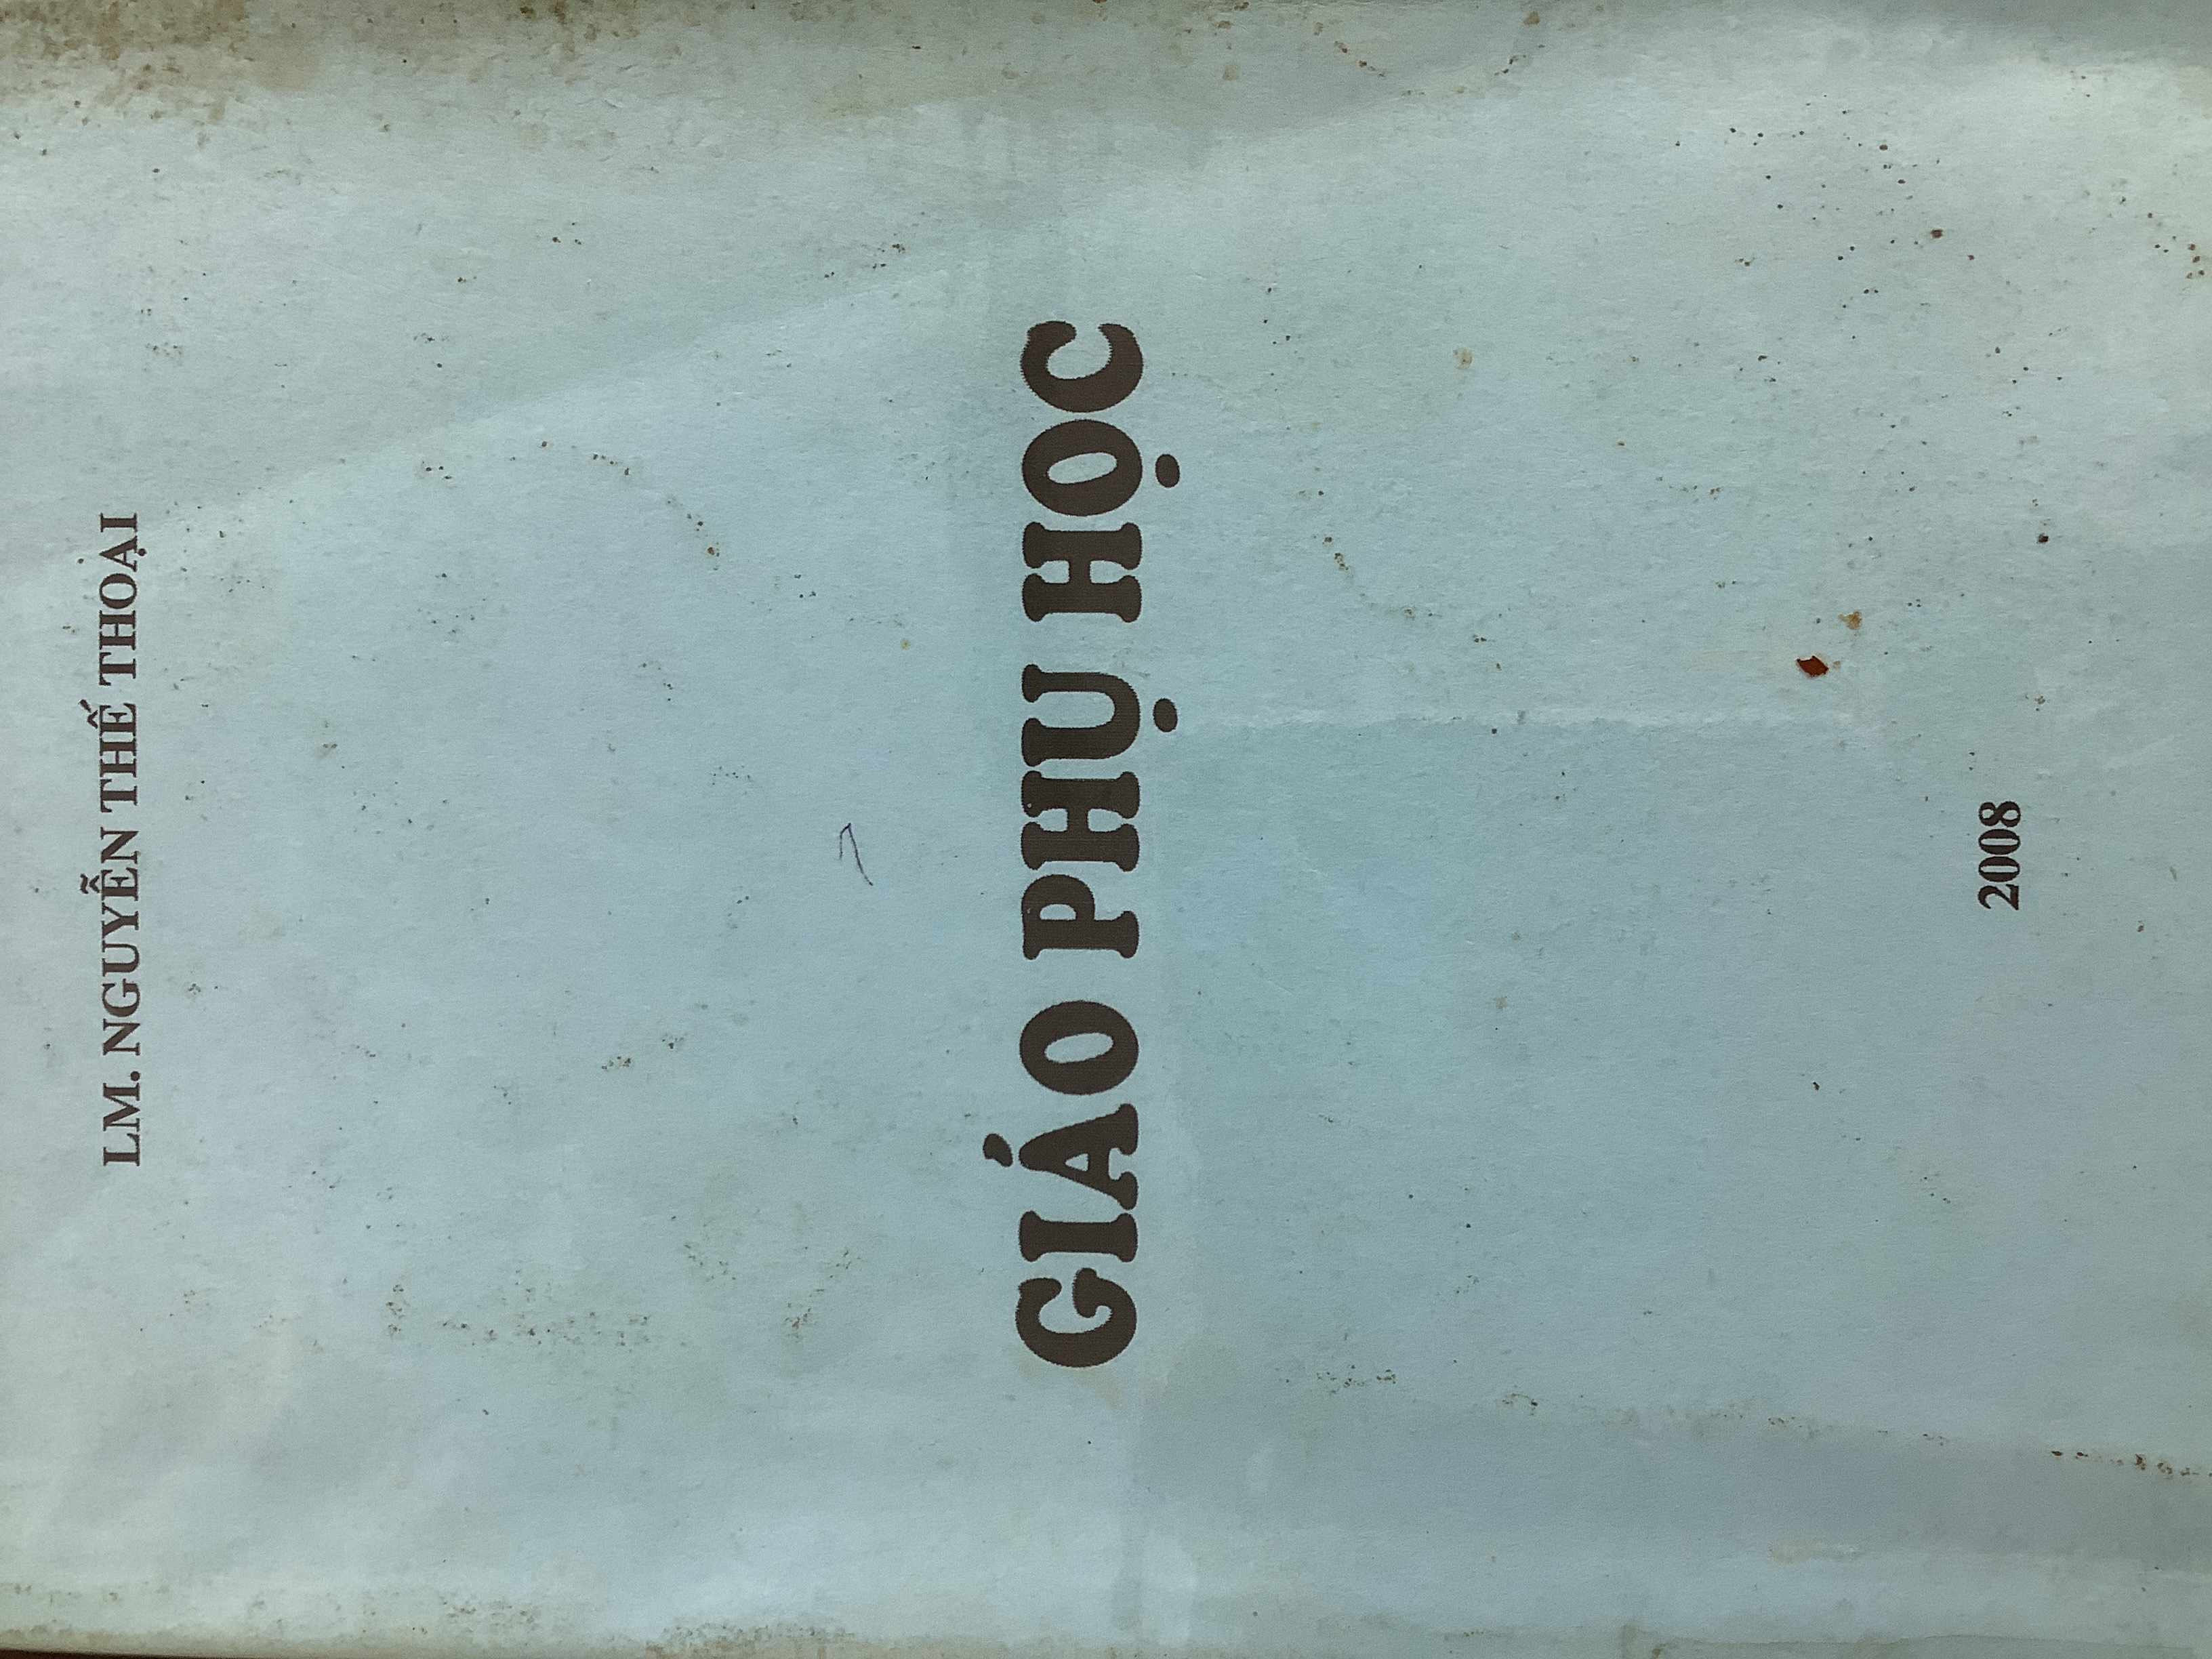 LM. NGUYỄN THẾ THOẠI
GIÁO PHỤ HỌC
2008